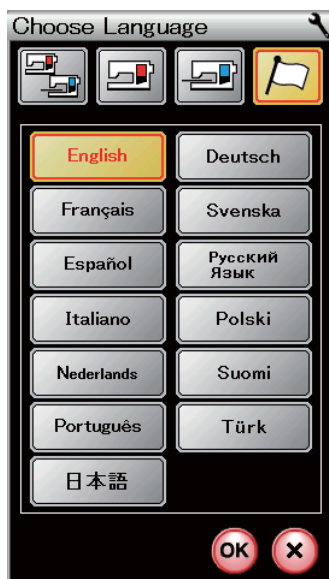 Choose Language
English
Deutsch
Français
Svenska
Español
Русский
Язык
Italiano
Polski
Nederlands
Suomi
Português
Türk
日本語
OK